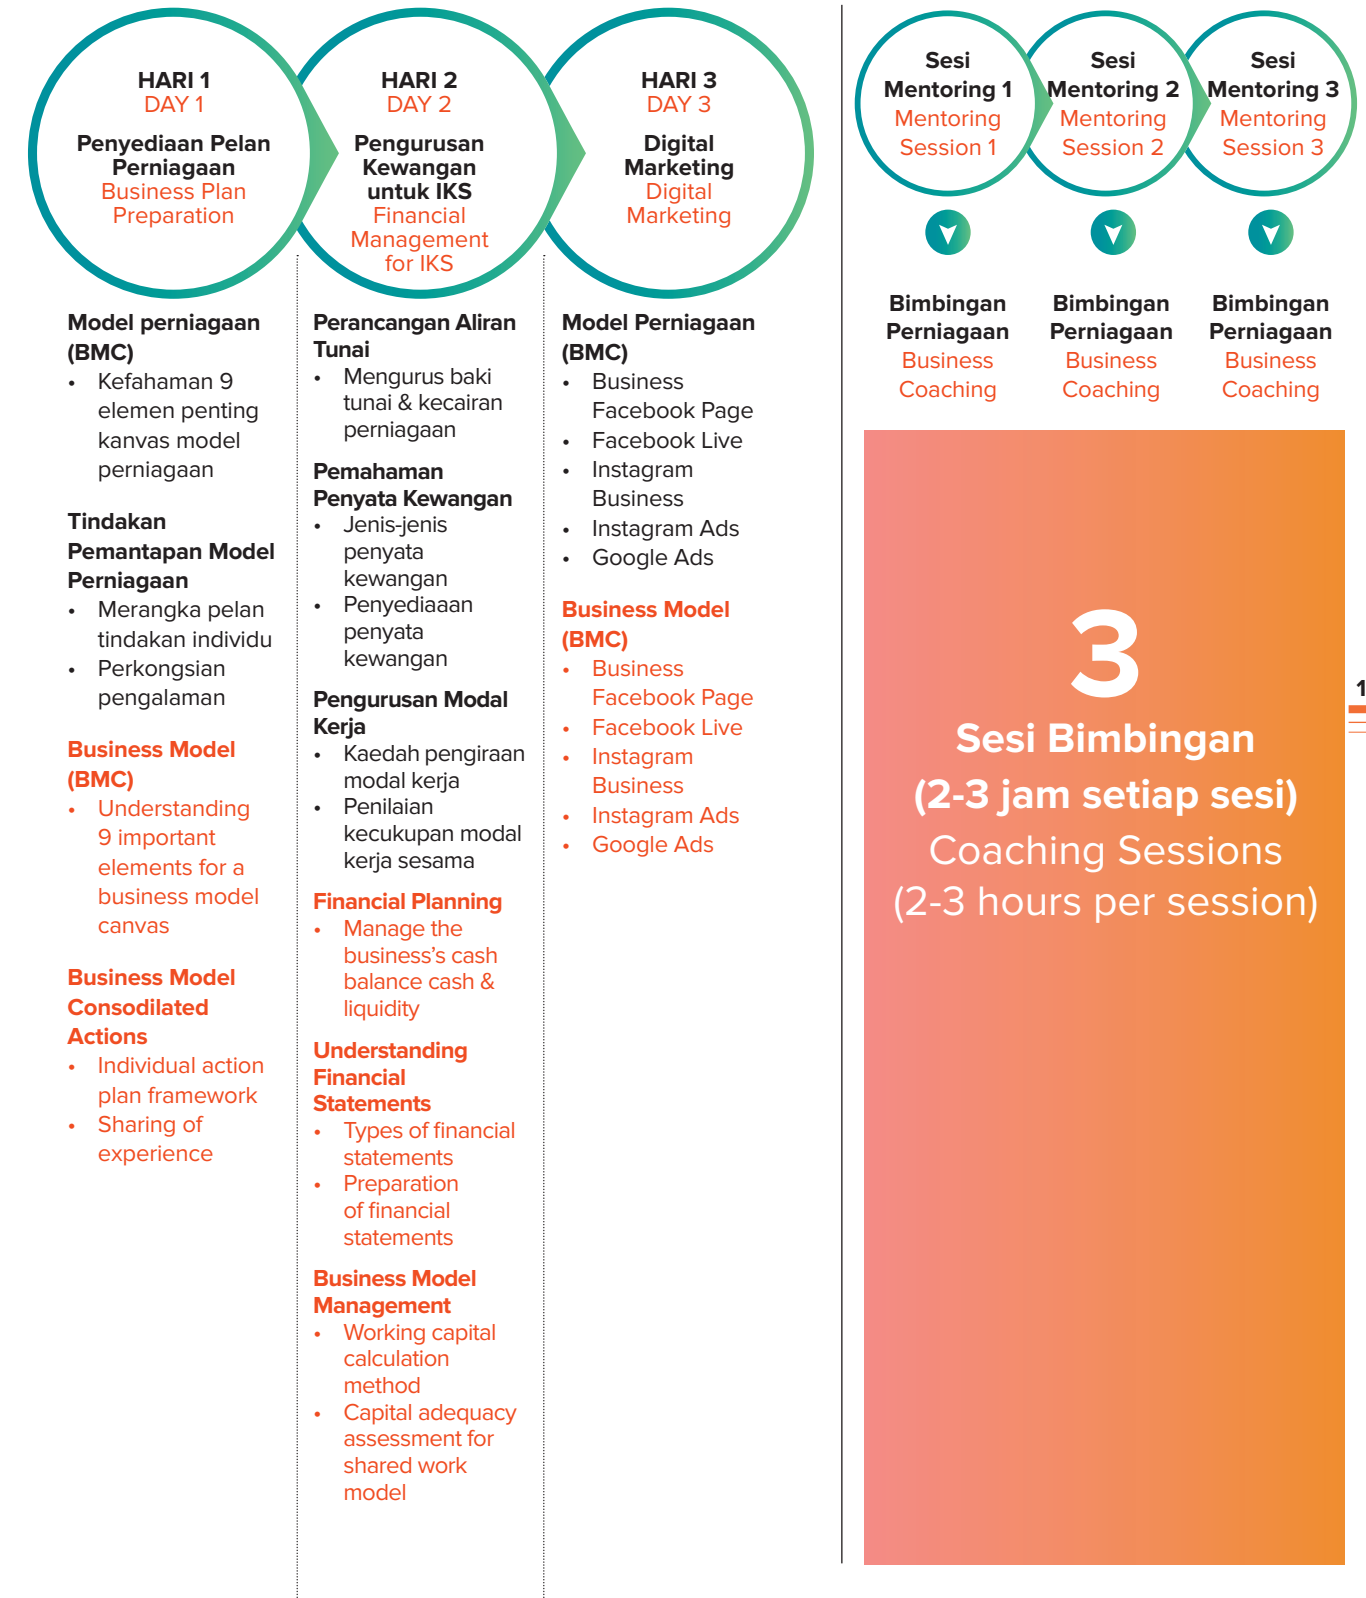 HARI 1
DAY 1
Penyediaan Pelan
Perniagaan
Business Plan
Preparation
Model perniagaan
(BMC)
• Kefahaman 9
elemen penting
kanvas model
perniagaan
Tindakan
Pemantapan Model
Perniagaan
• Merangka pelan
tindakan individu
• Perkongsian
pengalaman
Business Model
(BMC)
• Understanding
9 important
elements for a
business model
canvas
Business Model
Consodilated
Actions
• Individual action
plan framework
• Sharing of
experience
HARI 2
DAY 2
Pengurusan
Kewangan
untuk IKS
Financial
Management
for IKS
Perancangan Aliran
Tunai
• Mengurus baki
tunai & kecairan
perniagaan
Pemahaman
Penyata Kewangan
• Jenis-jenis
penyata
kewangan
• Penyediaaan
penyata
kewangan
Pengurusan Modal
Kerja
• Kaedah pengiraan
modal kerja
• Penilaian
kecukupan modal
kerja sesama
Financial Planning
• Manage the
business’s cash
balance cash &
liquidity
Understanding
Financial
Statements
• Types of financial
statements
• Preparation
of financial
statements
Business Model
Management
• Working capital
calculation
method
• Capital adequacy
assessment for
shared work
model
HARI 3
DAY 3
Digital
Marketing
Digital
Marketing
Model Perniagaan
(BMC)
• Business
Facebook Page
• Facebook Live
• Instagram
Business
• Instagram Ads
• Google Ads
Business Model
(BMC)
• Business
Facebook Page
• Facebook Live
• Instagram
Business
• Instagram Ads
• Google Ads
Sesi
Mentoring 1
Mentoring
Session 1
Bimbingan
Perniagaan
Business
Coaching
Sesi
Mentoring 2
Mentoring
Session 2
Bimbingan
Perniagaan
Business
Coaching
Sesi
Mentoring 3
Mentoring
Session 3
Bimbingan
Perniagaan
Business
Coaching
3
Sesi Bimbingan
(2-3 jam setiap sesi)
Coaching Sessions
(2-3 hours per session)
1